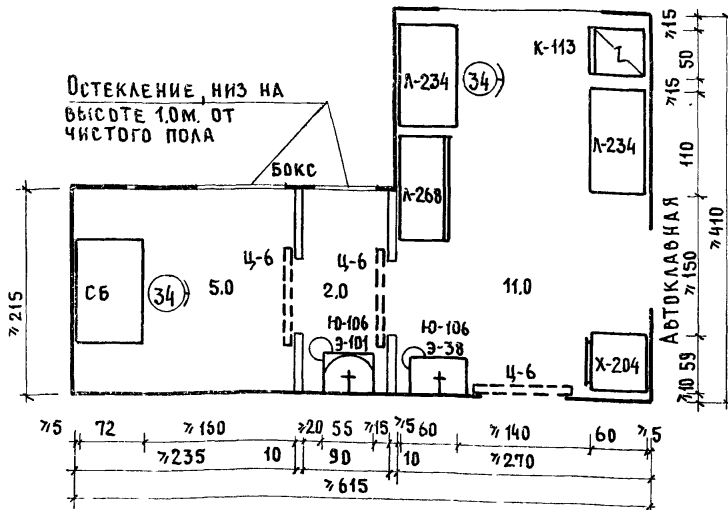 К-113
Л-234
34
ОСТЕКЛЕНИЕ, НИЗ НА
ВЫСОТЕ 1,0М. ОТ
ЧИСТОГО ПОЛА
Л-234
БОКС
Л-268
АВТОКЛАВНАЯ
Ц-6
Ц-6
СБ
34
5.0
2,0
11,0
Ю-106
Э-101
Ю-106
Э-38
Ц-6
Х-204
⩾15
50
⩾15
110
⩾150
59
⩾10
⩾410
⩾215
⩾5
72
⩾160
⩾20
55
⩾15
⩾5
60
⩾140
60
⩾5
⩾235
10
90
10
⩾270
⩾615